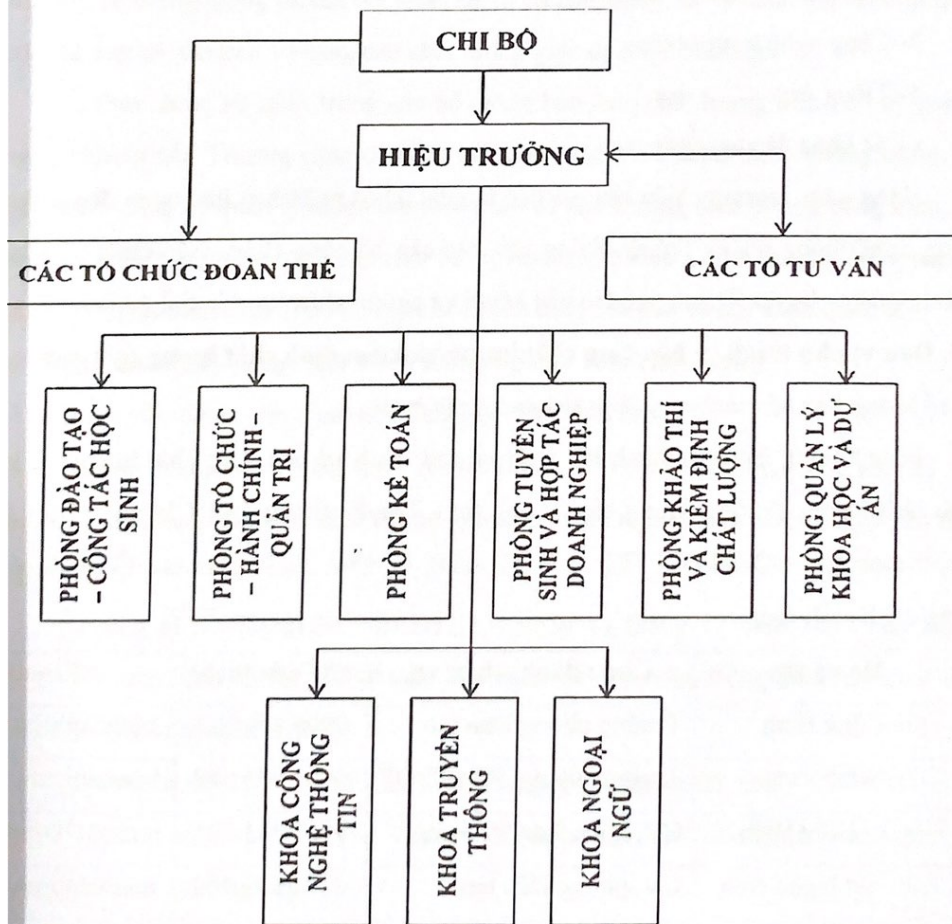 CHI BỘ
HIỆU TRƯỞNG
CÁC TỔ CHỨC ĐOÀN THỂ
CÁC TỔ TƯ VẤN
PHÒNG ĐÀO TẠO
– CÔNG TÁC HỌC
SINH
PHÒNG TỔ CHỨC
– HÀNH CHÍNH –
QUẢN TRỊ
PHÒNG KẾ TOÁN
PHÒNG TUYỂN
SINH VÀ HỢP TÁC
DOANH NGHIỆP
PHÒNG KHẢO THÍ
VÀ KIỂM ĐỊNH
CHẤT LƯỢNG
PHÒNG QUẢN LÝ
KHOA HỌC VÀ DỰ
ÁN
KHOA CÔNG
NGHỆ THÔNG
TIN
KHOA TRUYỀN
THÔNG
KHOA NGOẠI
NGỮ